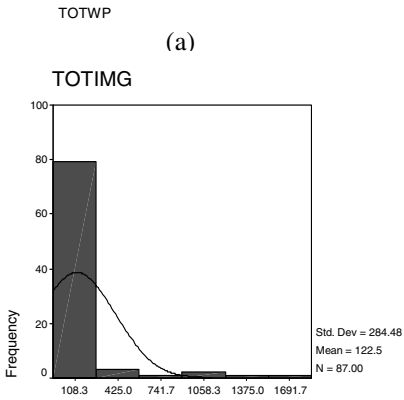 TOTWP
(a)
TOTIMG
100
80
60
40
20
0
Frequency
108.3 425.0 741.7 1058.3 1375.0 1691.7
Std. Dev = 284.48
Mean = 122.5
N = 87.00